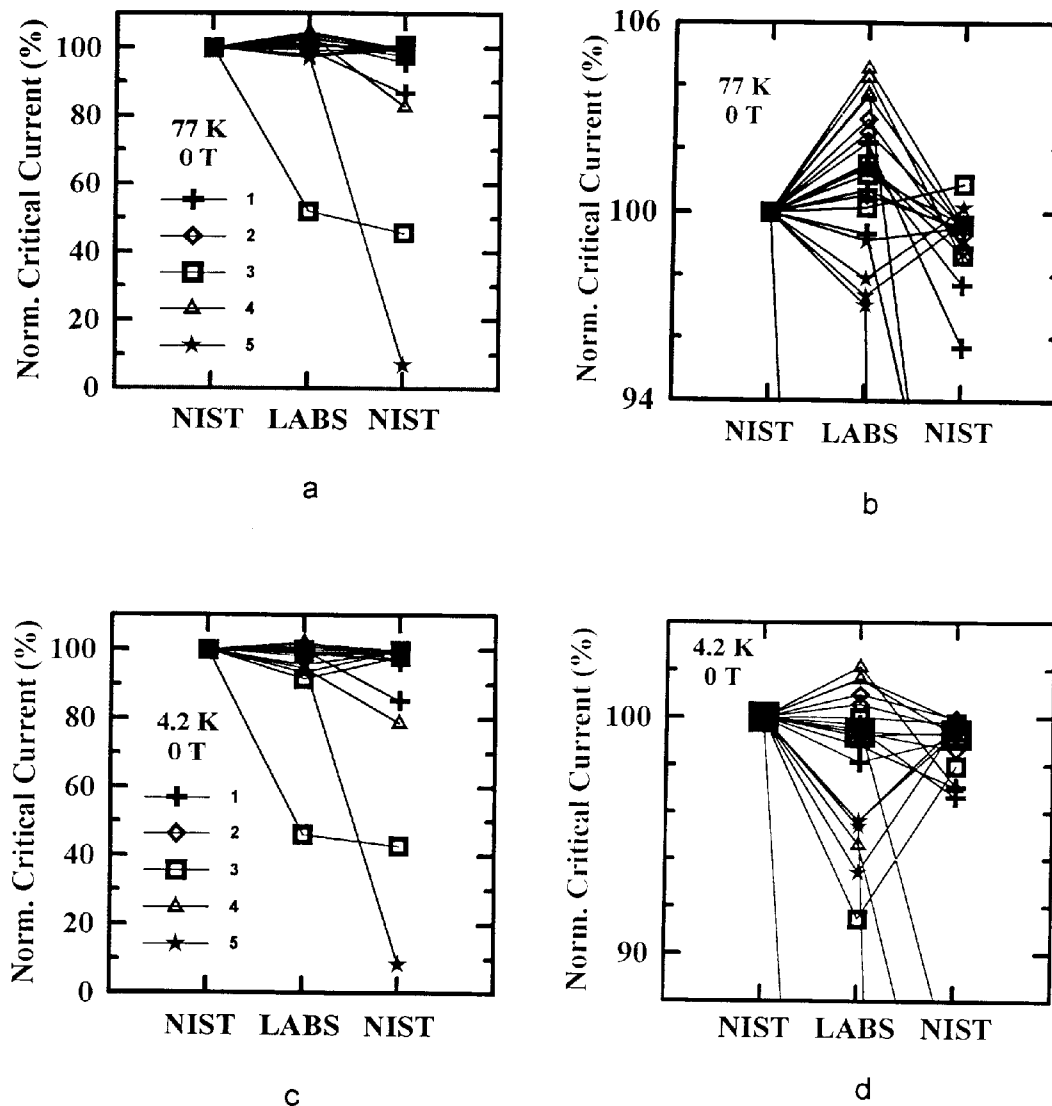 Norm. Critical Current (%)
100
80
60
40
20
0
77 K
0 T
1
2
3
4
5
NIST LABS NIST
a
Norm. Critical Current (%)
106
100
94
77 K
0 T
NIST LABS NIST
b
Norm. Critical Current (%)
100
80
60
40
20
0
4.2 K
0 T
1
2
3
4
5
NIST LABS NIST
c
Norm. Critical Current (%)
100
90
4.2 K
0 T
NIST LABS NIST
d